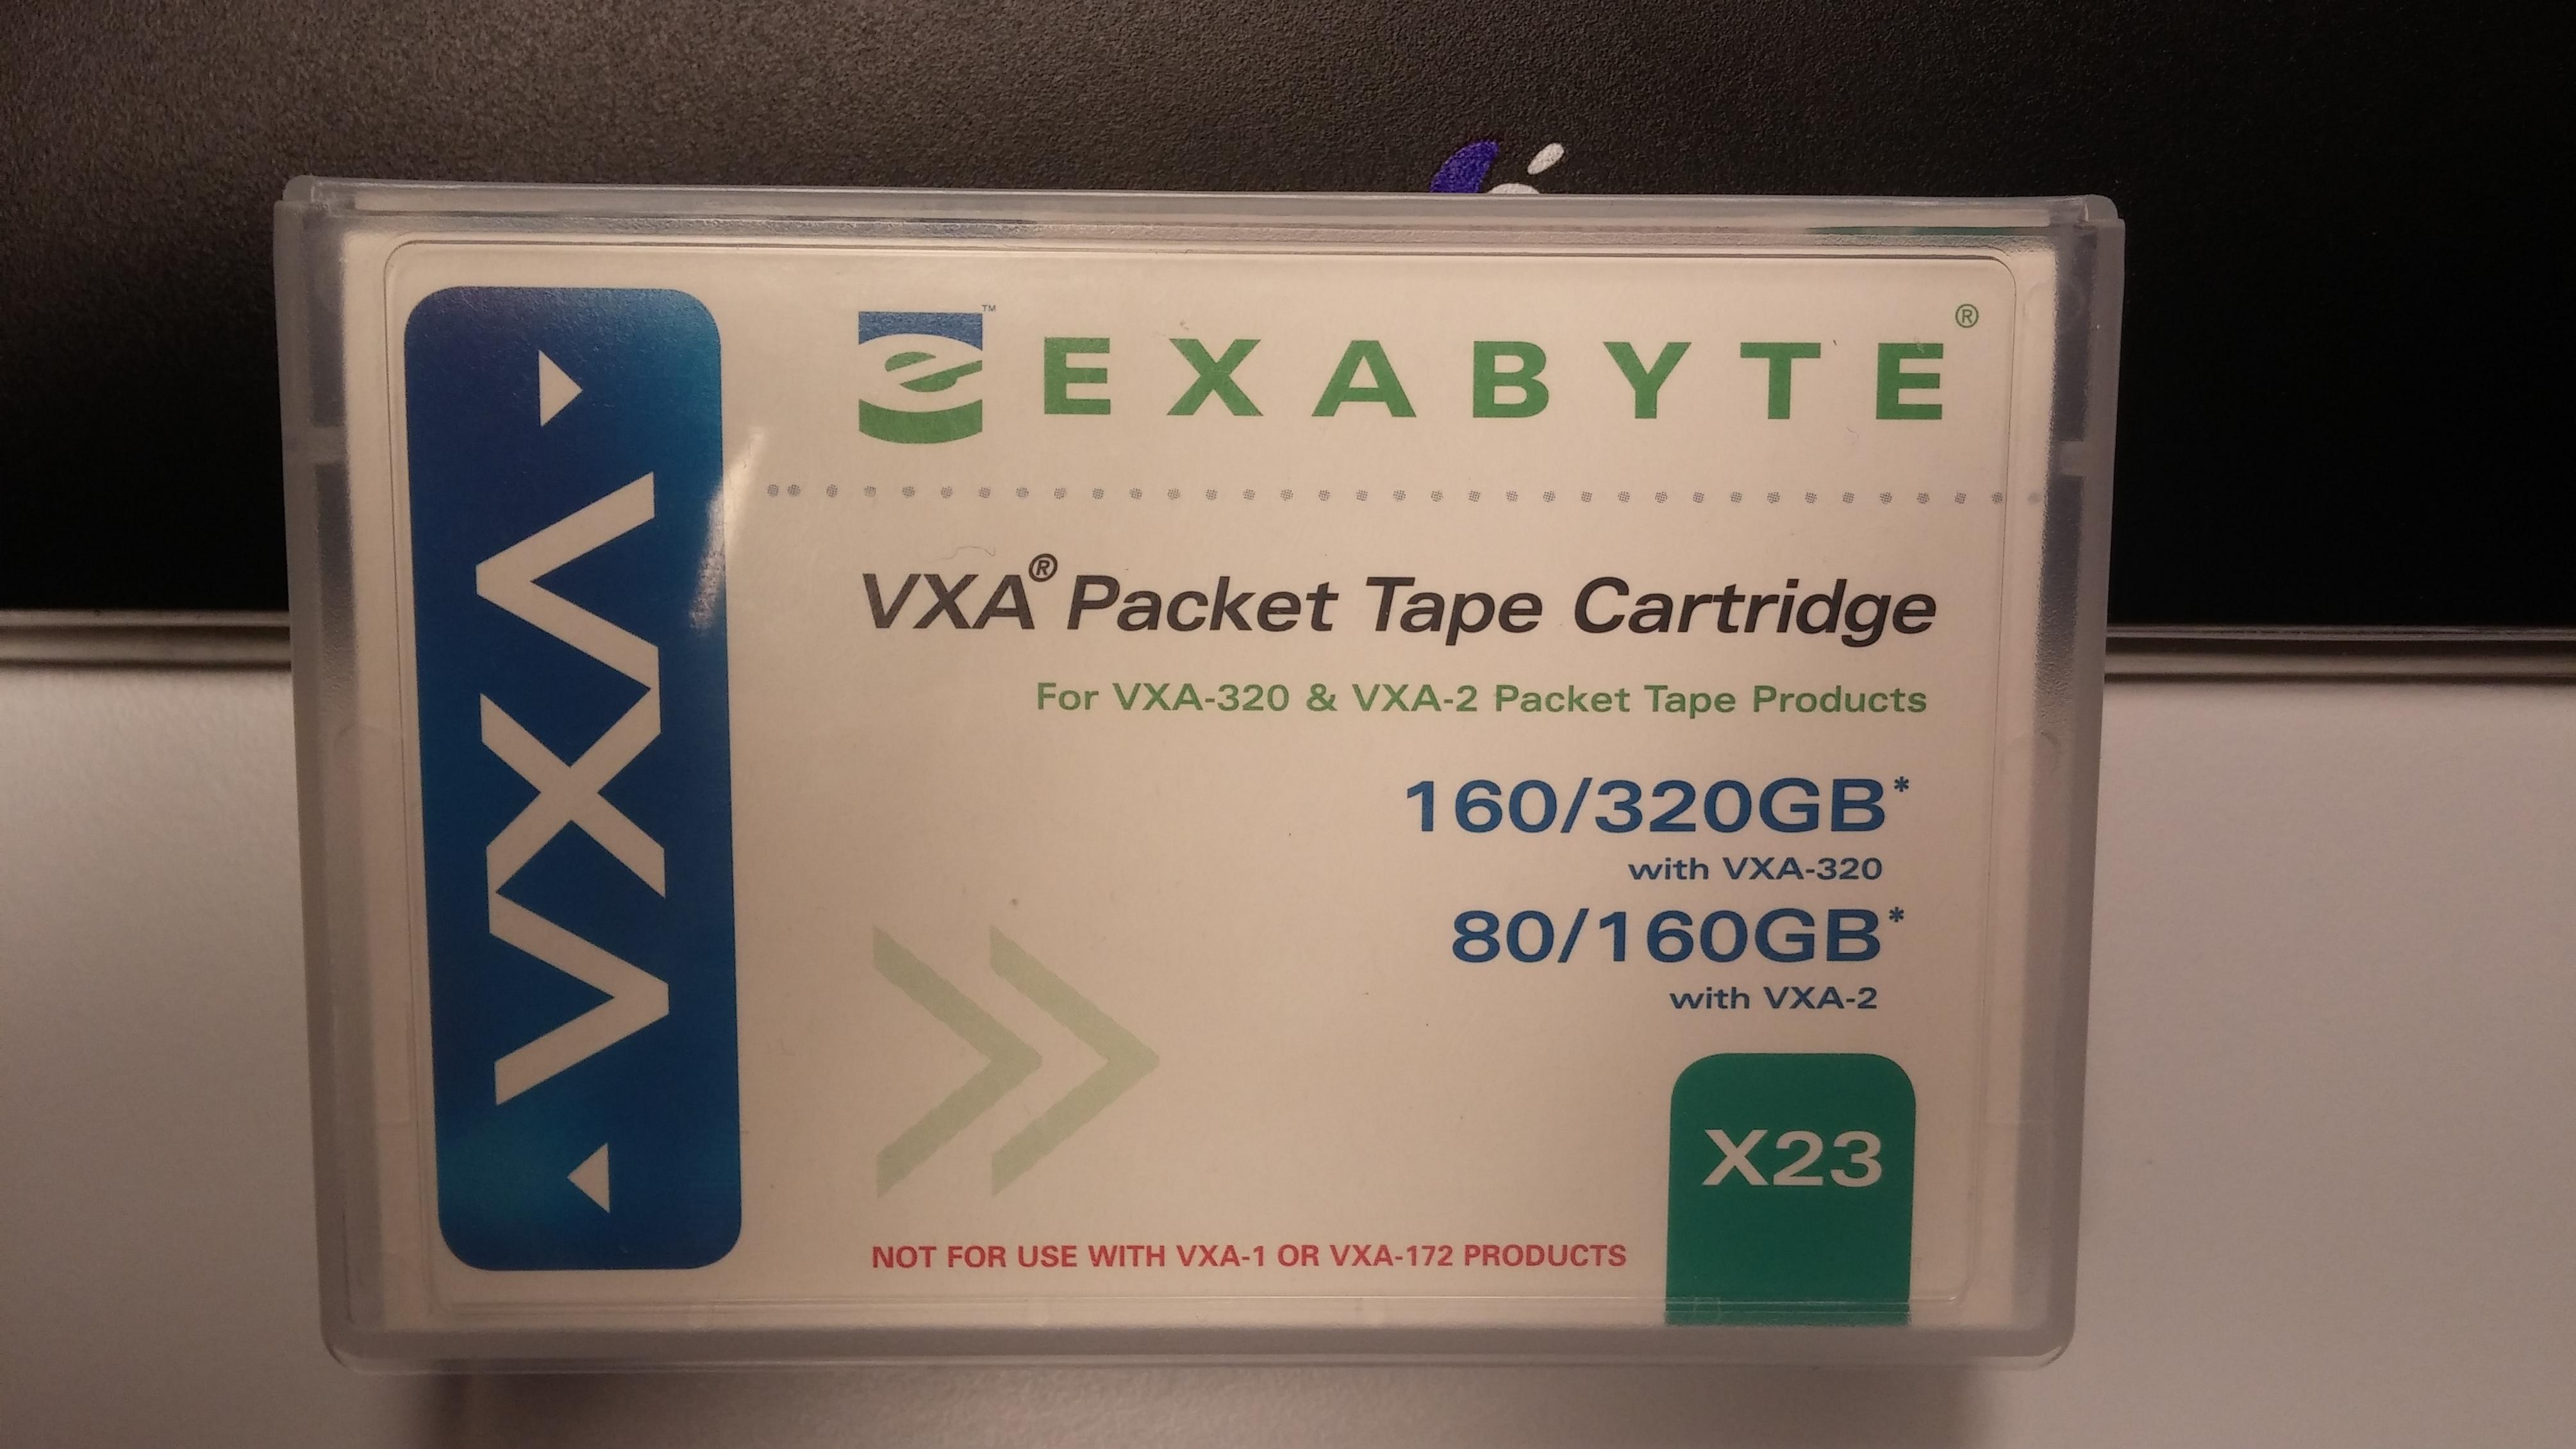 VXA
™ EXABYTE®
VXA® Packet Tape Cartridge
For VXA-320 & VXA-2 Packet Tape Products
160/320GB*
with VXA-320
80/160GB*
with VXA-2
X23
NOT FOR USE WITH VXA-1 OR VXA-172 PRODUCTS